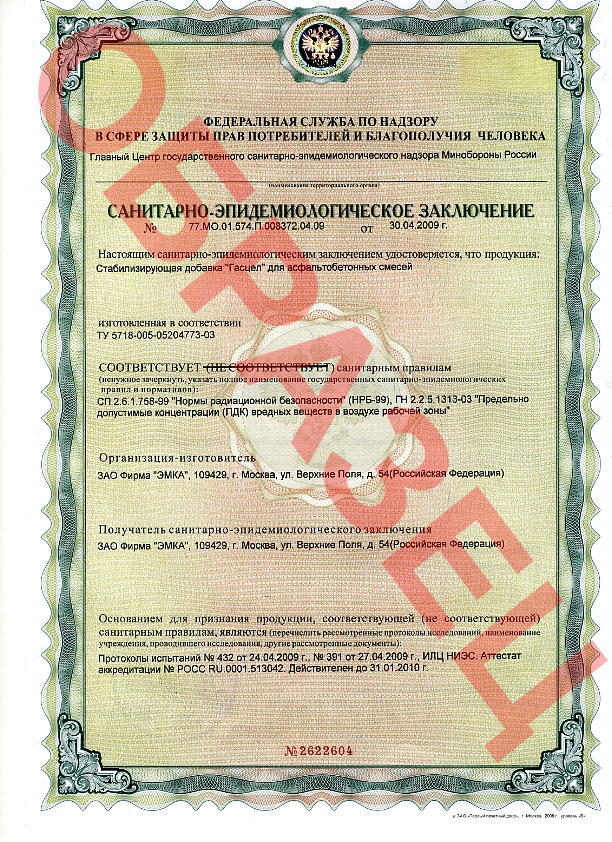 ФЕДЕРАЛЬНАЯ СЛУЖБА ПО НАДЗОРУ
В СФЕРЕ ЗАЩИТЫ ПРАВ ПОТРЕБИТЕЛЕЙ И БЛАГОПОЛУЧИЯ ЧЕЛОВЕКА
Главный Центр государственного санитарно-эпидемиологического надзора Минобороны России
(наименование территориального органа)
САНИТАРНО-ЭПИДЕМИОЛОГИЧЕСКОЕ ЗАКЛЮЧЕНИЕ
№ 77.МО.01.574.П.008372.04.09 от 30.04.2009 г.
Настоящим санитарно-эпидемиологическим заключением удостоверяется, что продукция:
Стабилизирующая добавка "Гасцел" для асфальтобетонных смесей
изготовленная в соответствии
ТУ 5718-005-05204773-03
СООТВЕТСТВУЕТ (НЕ СООТВЕТСТВУЕТ) санитарным правилам
(ненужное зачеркнуть, указать полное наименование государственных санитарно-эпидемиологических
правил и нормативов):
СП 2.6.1.758-99 "Нормы радиационной безопасности" (НРБ-99), ГН 2.2.5.1313-03 "Предельно
допустимые концентрации (ПДК) вредных веществ в воздухе рабочей зоны"
Организация-изготовитель
ЗАО Фирма "ЭМКА", 109429, г. Москва, ул. Верхние Поля, д. 54(Российская Федерация)
Получатель санитарно-эпидемиологического заключения
ЗАО Фирма "ЭМКА", 109429, г. Москва, ул. Верхние Поля, д. 54(Российская Федерация)
Основанием для признания продукции, соответствующей (не соответствующей)
санитарным правилам, являются (перечислить рассмотренные протоколы исследований, наименование
учреждения, проводившего исследования, другие рассмотренные документы):
Протоколы испытаний № 432 от 24.04.2009 г., № 391 от 27.04.2009 г., ИЛЦ НИЭС. Аттестат
аккредитации № РОСС RU.0001.513042. Действителен до 31.01.2010 г.
№2622604
ОБРАЗЕЦ
ЗАО «Первый печатный двор», г. Москва, 2008 г., уровень «В»